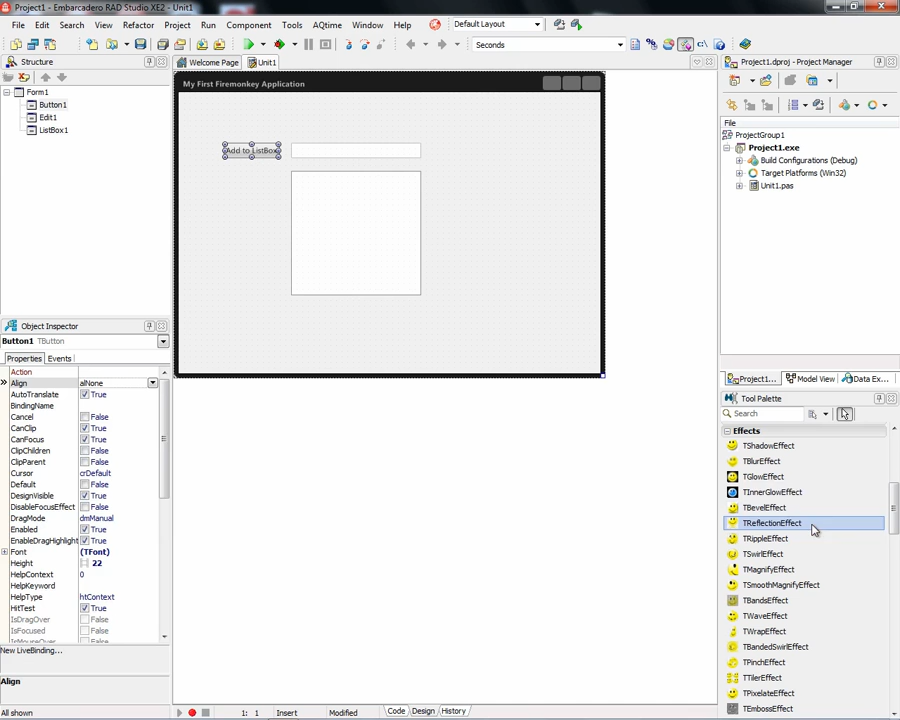 Project1 - Embarcadero RAD Studio XE2 - Unit1
File Edit Search View Refactor Project Run Component Tools AQtime Window Help Default Layout
Seconds
Structure
Welcome Page Unit1
Project1.dproj - Project Manager
Form1
Button1
Edit1
ListBox1
My First Firemonkey Application
Add to ListBox
File
ProjectGroup1
Project1.exe
Build Configurations (Debug)
Target Platforms (Win32)
Unit1.pas
Object Inspector
Button1 TButton
Properties Events
Action
Align alNone
AutoTranslate True
BindingName
Cancel False
CanClip True
CanFocus True
ClipChildren False
ClipParent False
Cursor crDefault
Default False
DesignVisible True
DisableFocusEffect False
DragMode dmManual
Enabled True
EnableDragHighlight True
Font (TFont)
Height 22
HelpContext 0
HelpKeyword
HelpType htContext
HitTest True
IsDragOver False
IsFocused False
IsMouseOver False
New LiveBinding...
Align
All shown
1: 1 Insert Modified Code Design History
Project1... Model View Data Ex...
Tool Palette
Search
Effects
TShadowEffect
TBlurEffect
TGlowEffect
TInnerGlowEffect
TBevelEffect
TReflectionEffect
TRippleEffect
TSwirlEffect
TMagnifyEffect
TSmoothMagnifyEffect
TBandsEffect
TWaveEffect
TWrapEffect
TBandedSwirlEffect
TPinchEffect
TTilerEffect
TPixelateEffect
TEmbossEffect